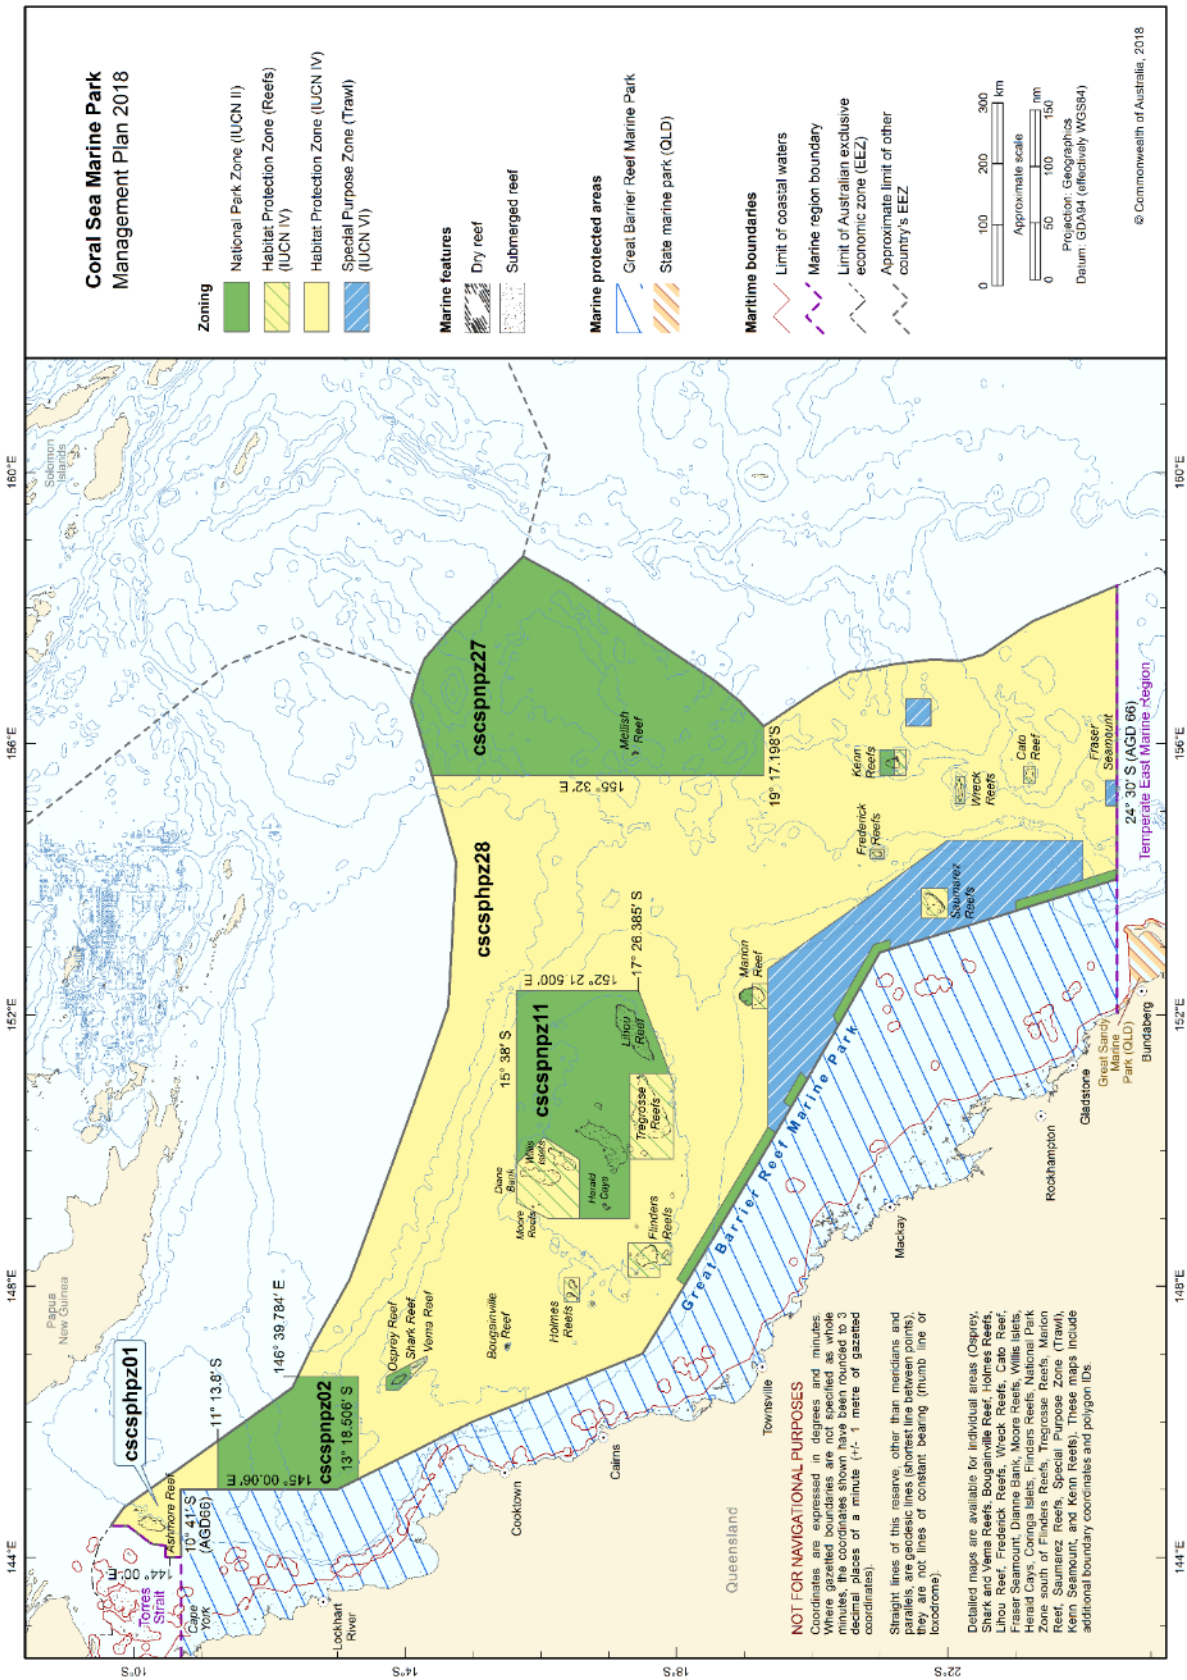 Coral Sea Marine Park
Management Plan 2018
Zoning
National Park Zone (IUCN II)
Habitat Protection Zone (Reefs)
(IUCN IV)
Habitat Protection Zone (IUCN IV)
Special Purpose Zone (Trawl)
(IUCN VI)
Marine features
Dry reef
Submerged reef
Marine protected areas
Great Barrier Reef Marine Park
State marine park (QLD)
Maritime boundaries
Limit of coastal waters
Marine region boundary
Limit of Australian exclusive
economic zone (EEZ)
Approximate limit of other
country's EEZ
0 100 200 300
km
Approximate scale
nm
0 50 100 150
Projection: Geographics
Datum: GDA94 (effectively WGS84)
© Commonwealth of Australia, 2018
144°E
148°E
152°E
156°E
160°E
10°S
14°S
18°S
22°S
Papua
New Guinea
Solomon
Islands
cscsphpz01
Ashmore Reef
10° 41' S
(AGD66)
144° 00' E
Torres
Strait
Cape
York
Lockhart
River
11° 13.8' S
145° 00.06' E
cscspnpz02
13° 18.506' S
146° 39.784' E
Osprey Reef
Shark Reef
Vema Reef
Bougainville
Reef
Holmes
Reefs
Flinders
Reefs
Moore
Reefs
Diane
Bank
Willis
Islets
Herald
Cays
Tregrosse
Reefs
Lihou
Reef
15° 38' S
cscspnpz11
152° 21.500' E
17° 26.385' S
cscsphpz28
cscspnpz27
Mellish
Reef
155° 32' E
19° 17.198'S
Marion
Reef
Frederick
Reefs
Kenn
Reefs
Saumarez
Reefs
Wreck
Reefs
Cato
Reef
Fraser
Seamount
24° 30' S (AGD 66)
Temperate East Marine Region
Great Barrier Reef Marine Park
Great Sandy
Marine
Park (QLD)
Bundaberg
Gladstone
Rockhampton
Mackay
Townsville
Cairns
Cooktown
Queensland
NOT FOR NAVIGATIONAL PURPOSES
Coordinates are expressed in degrees and minutes.
Where gazetted boundaries are not specified as whole
minutes, the coordinates shown have been rounded to 3
decimal places of a minute (+/- 1 metre of gazetted
coordinates).
Straight lines of this reserve, other than meridians and
parallels, are geodesic lines (shortest line between points),
they are not lines of constant bearing (rhumb line or
loxodrome).
Detailed maps are available for individual areas (Osprey,
Shark and Vema Reefs, Bougainville Reef, Holmes Reefs,
Lihou Reef, Frederick Reefs, Wreck Reefs, Cato Reef,
Fraser Seamount, Dianne Bank, Moore Reefs, Willis Islets,
Herald Cays, Coringa Islets, Flinders Reefs, National Park
Zone south of Flinders Reefs, Tregrosse Reefs, Marion
Reef, Saumarez Reefs, Special Purpose Zone (Trawl),
Kenn Seamount, and Kenn Reefs). These maps include
additional boundary coordinates and polygon IDs.
144°E
148°E
152°E
156°E
160°E